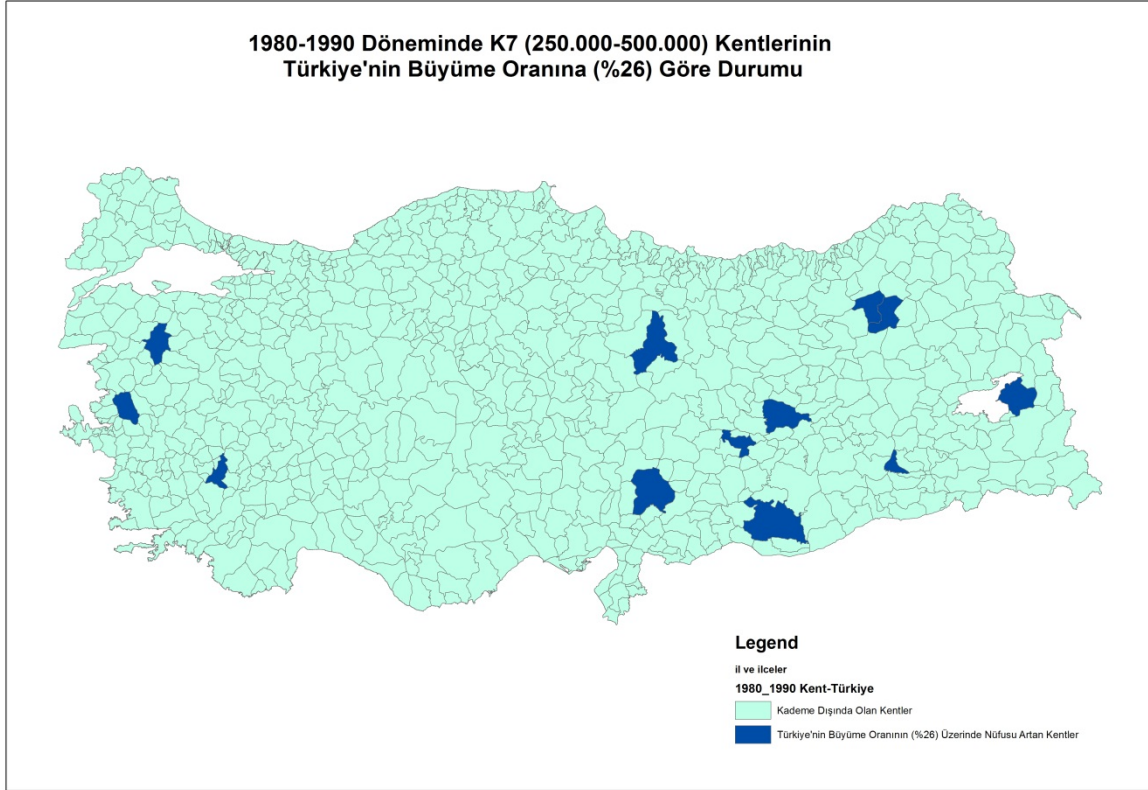 1980-1990 Döneminde K7 (250.000-500.000) Kentlerinin
Türkiye'nin Büyüme Oranına (%26) Göre Durumu
Legend
il ve ilceler
1980_1990 Kent-Türkiye
Kademe Dışında Olan Kentler
Türkiye'nin Büyüme Oranının (%26) Üzerinde Nüfusu Artan Kentler